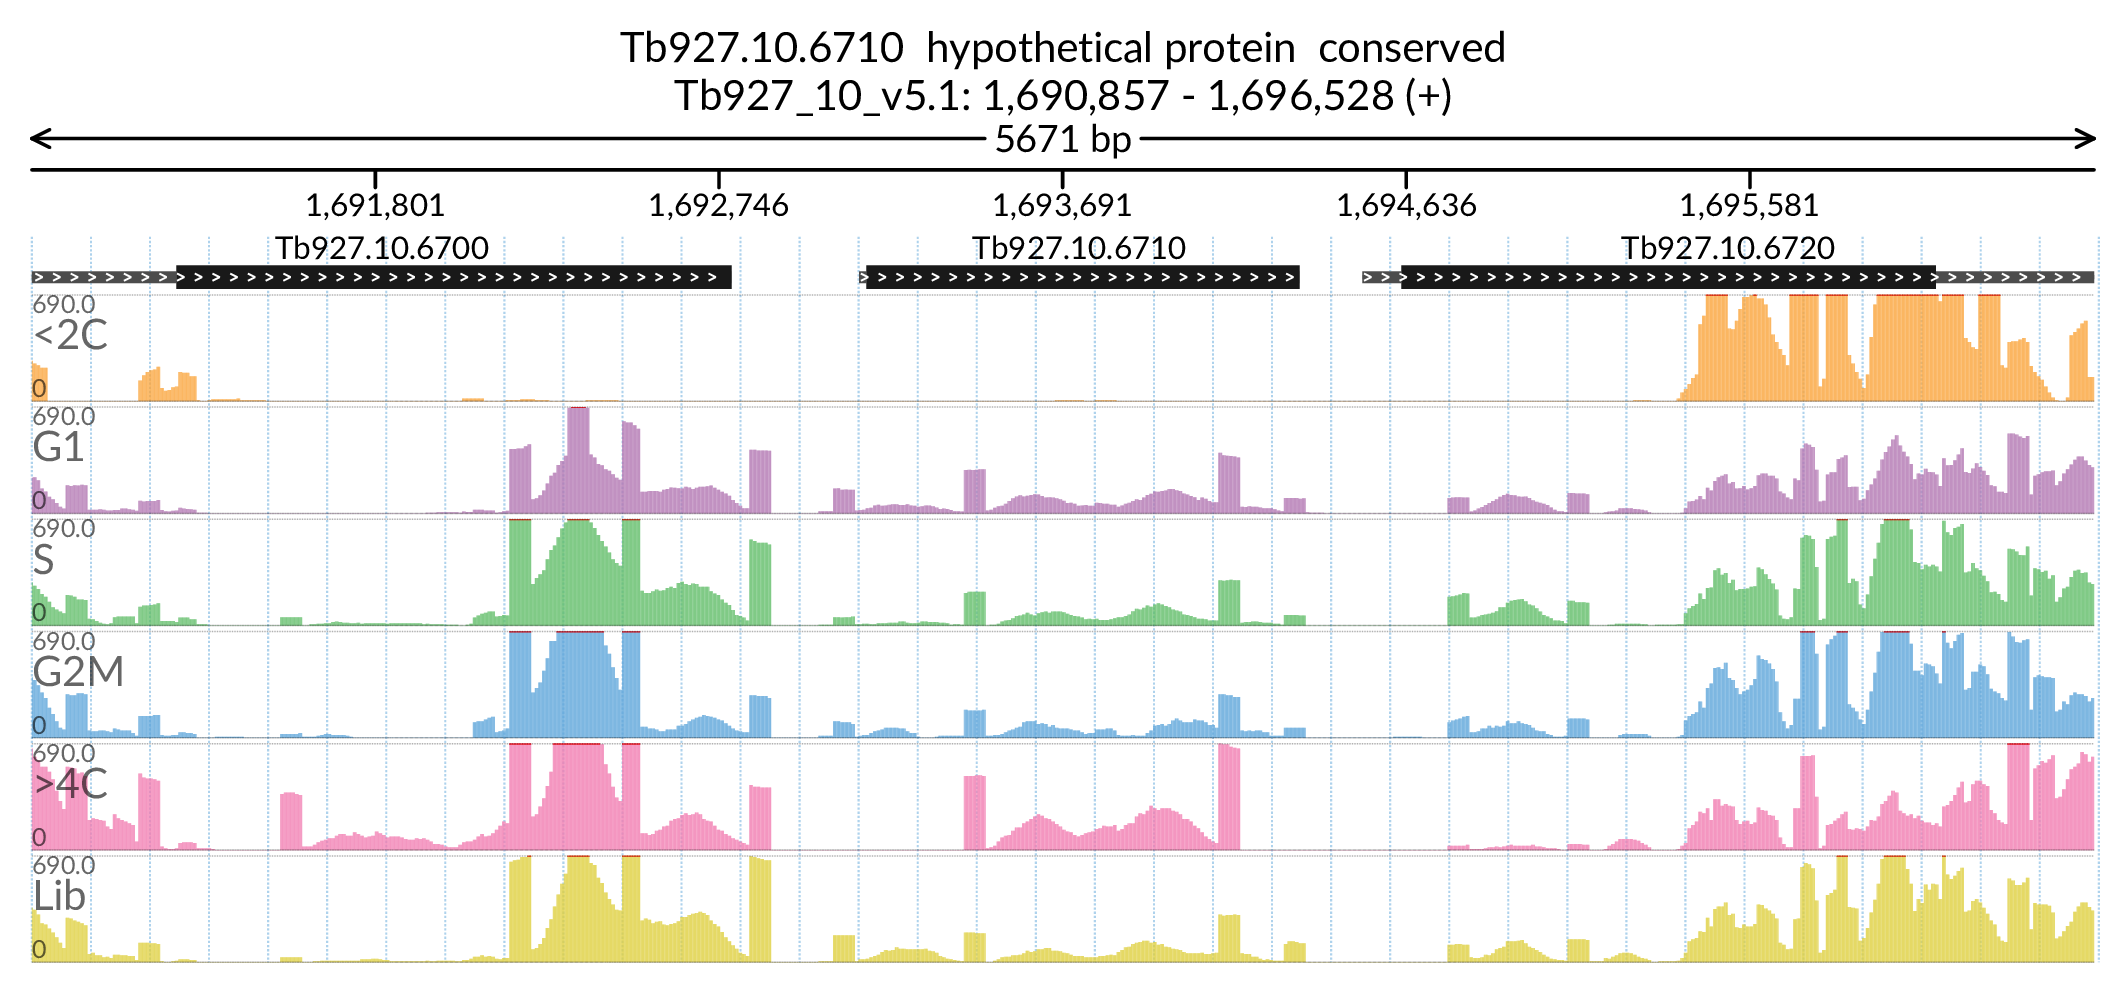 Tb927.10.6710  hypothetical protein  conserved
Tb927_10_v5.1: 1,690,857 - 1,696,528 (+)
5671 bp
1,691,801 1,692,746 1,693,691 1,694,636 1,695,581
Tb927.10.6700 Tb927.10.6710 Tb927.10.6720
690.0
<2C
0
690.0
G1
0
690.0
S
0
690.0
G2M
0
690.0
>4C
0
690.0
Lib
0